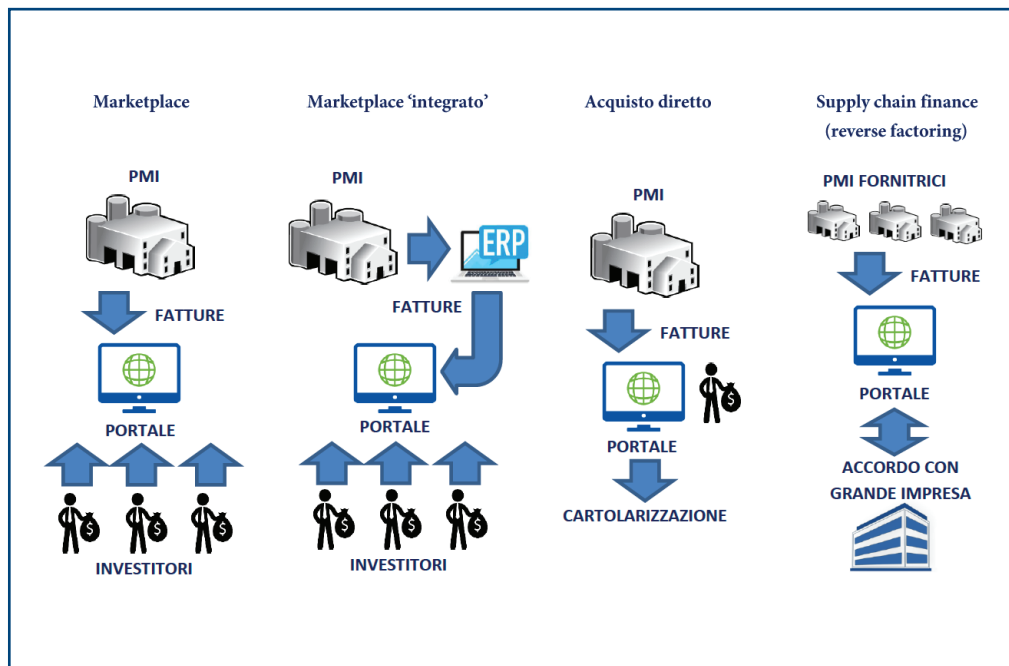 Marketplace
PMI
FATTURE
PORTALE
$ $ $
INVESTITORI
Marketplace ‘integrato’
PMI
ERP
FATTURE
PORTALE
$ $ $
INVESTITORI
Acquisto diretto
PMI
FATTURE
$
PORTALE
CARTOLARIZZAZIONE
Supply chain finance
(reverse factoring)
PMI FORNITRICI
FATTURE
PORTALE
ACCORDO CON
GRANDE IMPRESA